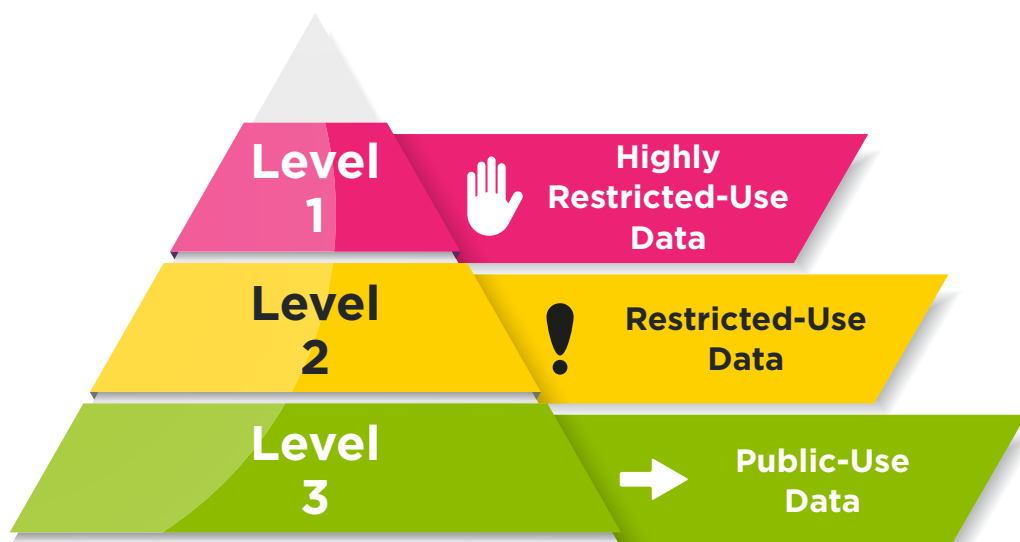 Level
1
Highly
Restricted-Use
Data
Level
2
Restricted-Use
Data
Level
3
Public-Use
Data